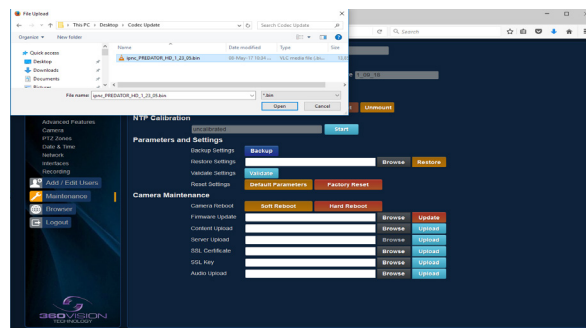 File Upload
This PC > Desktop > Codec Update
Search Codec Update
Organize New folder
Name Date modified Type Size
Quick access
Desktop
Downloads
Documents
ipnc_PREDATOR_HD_1_23_05.bin VLC media file (.bi...
File name: ipnc_PREDATOR_HD_1_23_05.bin *.bin
Open Cancel
Search
Unmount
NTP Calibration
uncalibrated Start
Parameters and Settings
Backup Settings Backup
Restore Settings Browse Restore
Validate Settings Validate
Reset Settings Default Parameters Factory Reset
Camera Maintenance
Camera Reboot Soft Reboot Hard Reboot
Firmware Update Browse Update
Content Upload Browse Upload
Server Upload Browse Upload
SSL Certificate Browse Upload
SSL Key Browse Upload
Audio Upload Browse Upload
Advanced Features
Camera
PTZ Zones
Date & Time
Network
Interfaces
Recording
Add / Edit Users
Maintenance
Browser
Logout
360VISION
TECHNOLOGY